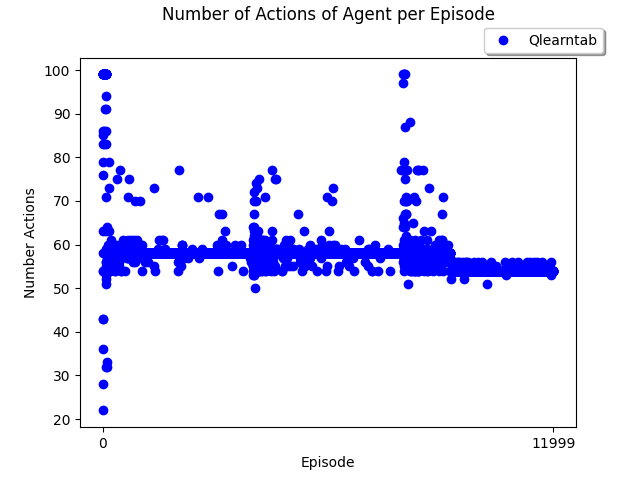 Number of Actions of Agent per Episode
Qlearntab
100
90
80
70
60
50
40
30
20
Number Actions
0 11999
Episode